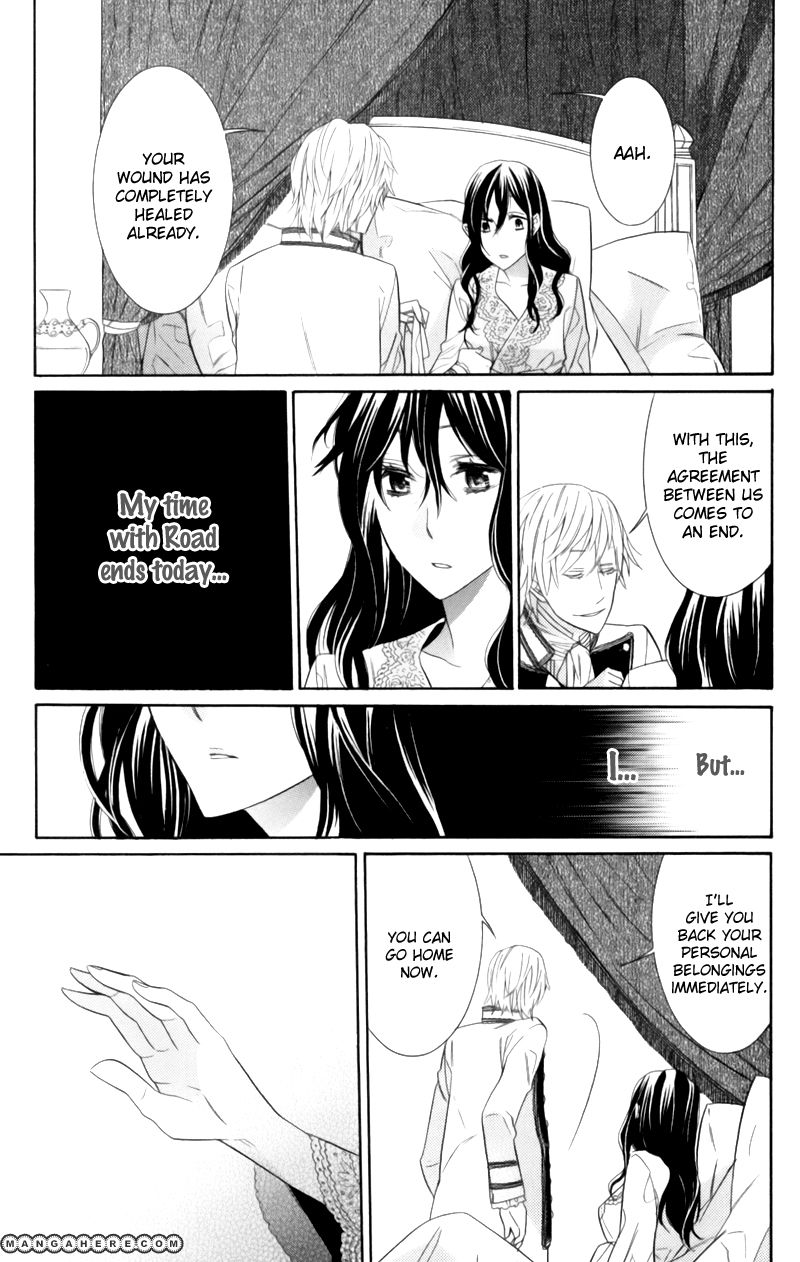 AAH.
YOUR
WOUND HAS
COMPLETELY
HEALED
ALREADY.
WITH THIS,
THE
AGREEMENT
BETWEEN US
COMES TO
AN END.
My time
with Road
ends today...
But...
I...
I'LL
GIVE YOU
BACK YOUR
PERSONAL
BELONGINGS
IMMEDIATELY.
YOU CAN
GO HOME
NOW.
MANGAHERE.COM